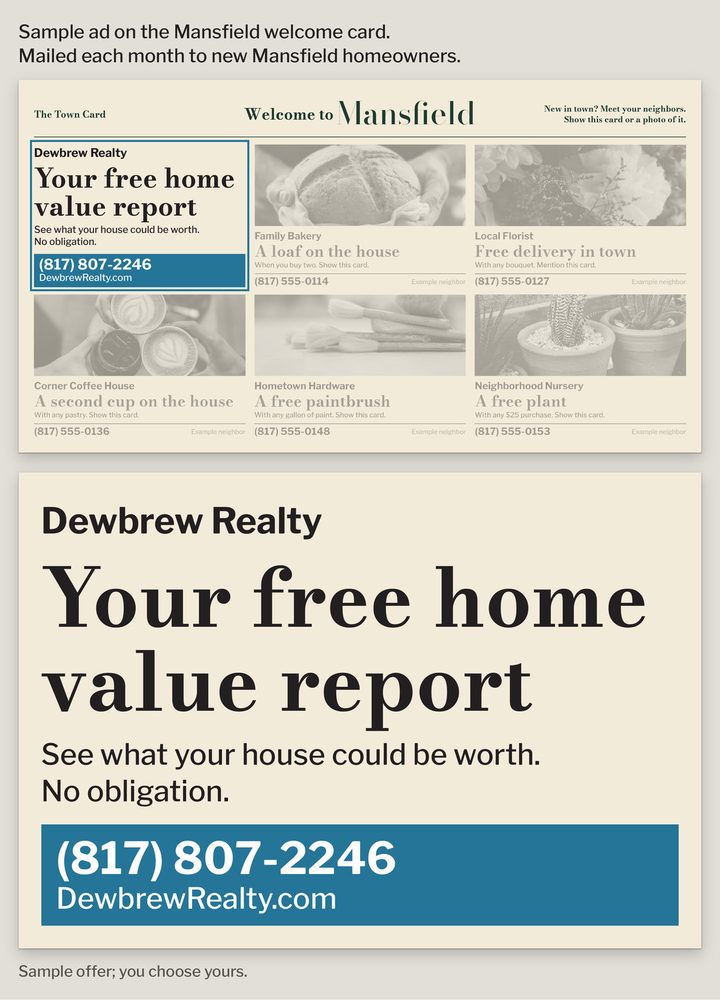 Sample ad on the Mansfield welcome card.
Mailed each month to new Mansfield homeowners.
The Town Card
Welcome to Mansfield
New in town? Meet your neighbors.
Show this card or a photo of it.
Dewbrew Realty
Your free home
value report
See what your house could be worth.
No obligation.
(817) 807-2246
DewbrewRealty.com
Family Bakery
A loaf on the house
When you buy two. Show this card.
(817) 555-0114
Example neighbor
Local Florist
Free delivery in town
With any bouquet. Mention this card.
(817) 555-0127
Example neighbor
Corner Coffee House
A second cup on the house
With any pastry. Show this card.
(817) 555-0136
Example neighbor
Hometown Hardware
A free paintbrush
With any gallon of paint. Show this card.
(817) 555-0148
Example neighbor
Neighborhood Nursery
A free plant
With any $25 purchase. Show this card.
(817) 555-0153
Example neighbor
Dewbrew Realty
Your free home
value report
See what your house could be worth.
No obligation.
(817) 807-2246
DewbrewRealty.com
Sample offer; you choose yours.